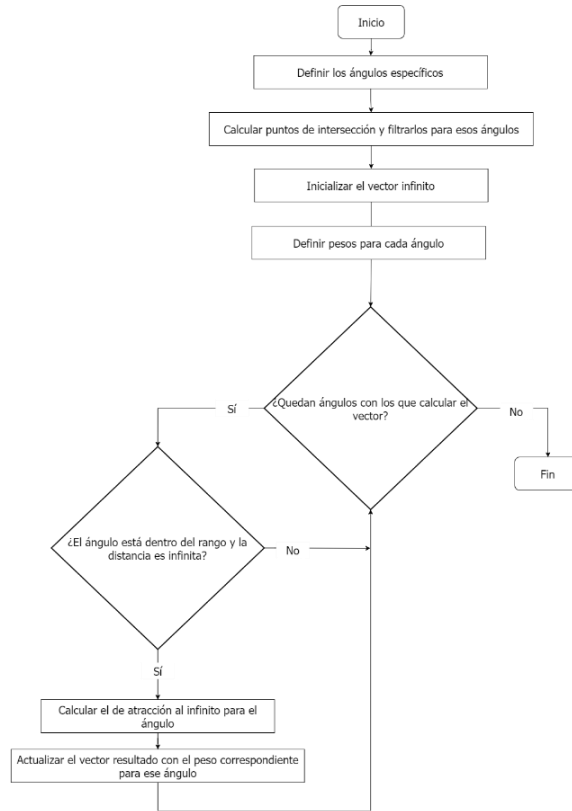 Inicio
Definir los ángulos específicos
Calcular puntos de intersección y filtrarlos para esos ángulos
Inicializar el vector infinito
Definir pesos para cada ángulo
¿Quedan ángulos con los que calcular el
vector?
Sí
No
Fin
¿El ángulo está dentro del rango y la
distancia es infinita?
No
Sí
Calcular el de atracción al infinito para el
ángulo
Actualizar el vector resultado con el peso correspondiente
para ese ángulo